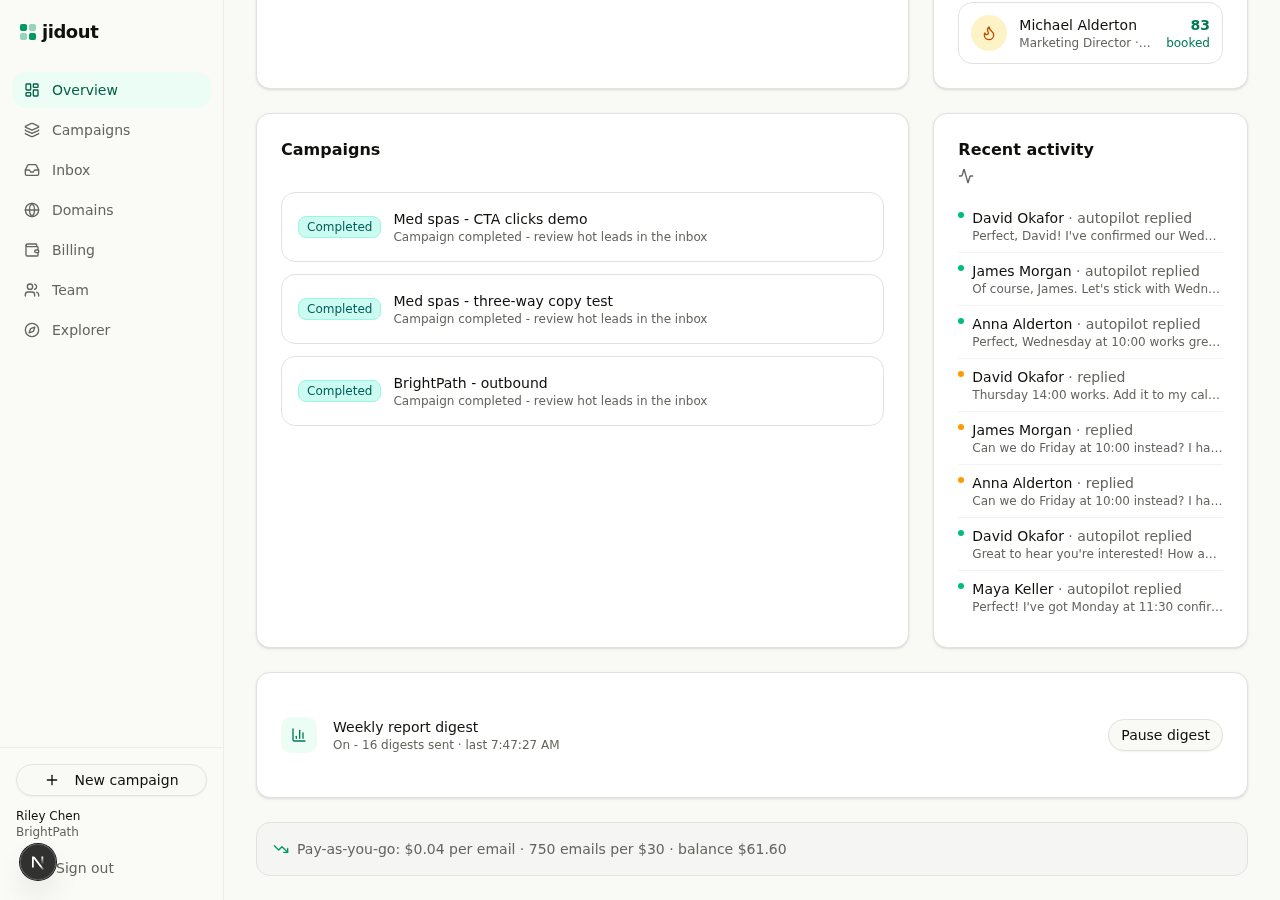 jidout
Overview
Campaigns
Inbox
Domains
Billing
Team
Explorer
New campaign
Riley Chen
BrightPath
N
Sign out
Michael Alderton
83
Marketing Director ·...
booked
Campaigns
Completed
Med spas - CTA clicks demo
Campaign completed - review hot leads in the inbox
Completed
Med spas - three-way copy test
Campaign completed - review hot leads in the inbox
Completed
BrightPath - outbound
Campaign completed - review hot leads in the inbox
Recent activity
David Okafor · autopilot replied
Perfect, David! I've confirmed our Wed...
James Morgan · autopilot replied
Of course, James. Let's stick with Wedn...
Anna Alderton · autopilot replied
Perfect, Wednesday at 10:00 works gre...
David Okafor · replied
Thursday 14:00 works. Add it to my cal...
James Morgan · replied
Can we do Friday at 10:00 instead? I ha...
Anna Alderton · replied
Can we do Friday at 10:00 instead? I ha...
David Okafor · autopilot replied
Great to hear you're interested! How a...
Maya Keller · autopilot replied
Perfect! I've got Monday at 11:30 confir...
Weekly report digest
On - 16 digests sent · last 7:47:27 AM
Pause digest
Pay-as-you-go: $0.04 per email · 750 emails per $30 · balance $61.60